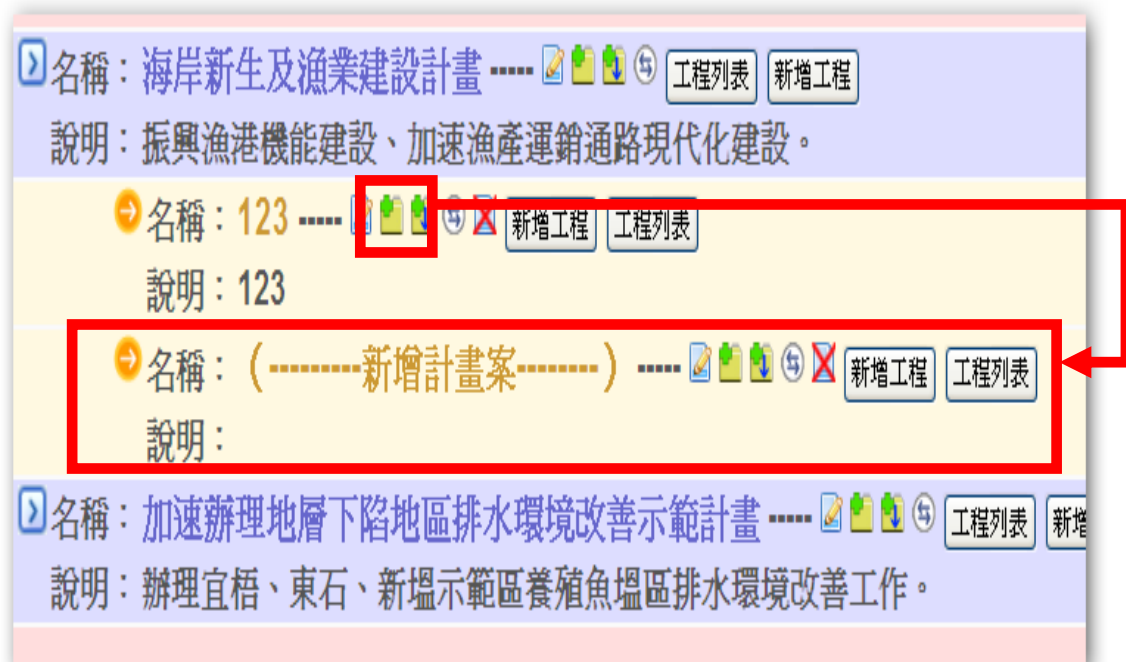 名稱：海岸新生及漁業建設計畫 ----- 工程列表 新增工程
說明：振興漁港機能建設、加速漁產運銷通路現代化建設。
名稱：123 ----- 新增工程 工程列表
說明：123
名稱：(---------新增計畫案--------) ----- 新增工程 工程列表
說明：
名稱：加速辦理地層下陷地區排水環境改善示範計畫 ----- 工程列表 新增
說明：辦理宜梧、東石、新塭示範區養殖魚塭區排水環境改善工作。